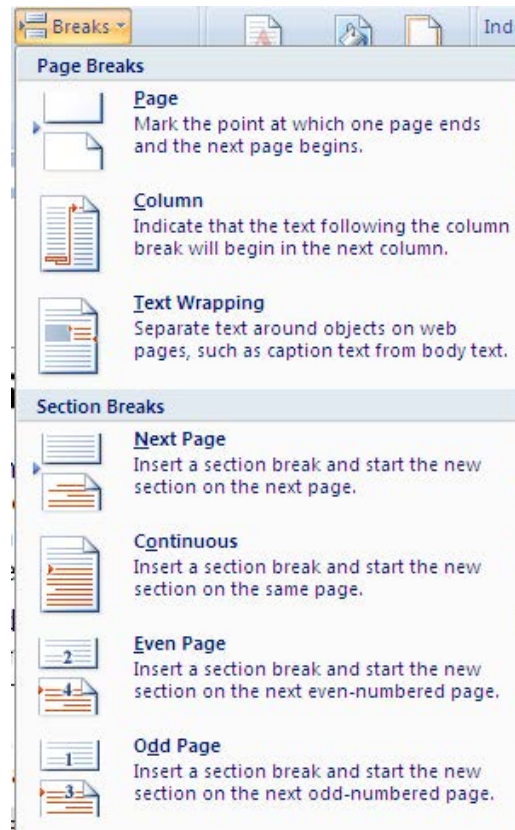 Breaks
Ind
Page Breaks
Page
Mark the point at which one page ends
and the next page begins.
Column
Indicate that the text following the column
break will begin in the next column.
Text Wrapping
Separate text around objects on web
pages, such as caption text from body text.
Section Breaks
Next Page
Insert a section break and start the new
section on the next page.
Continuous
Insert a section break and start the new
section on the same page.
Even Page
2
4
Insert a section break and start the new
section on the next even-numbered page.
Odd Page
1
3
Insert a section break and start the new
section on the next odd-numbered page.